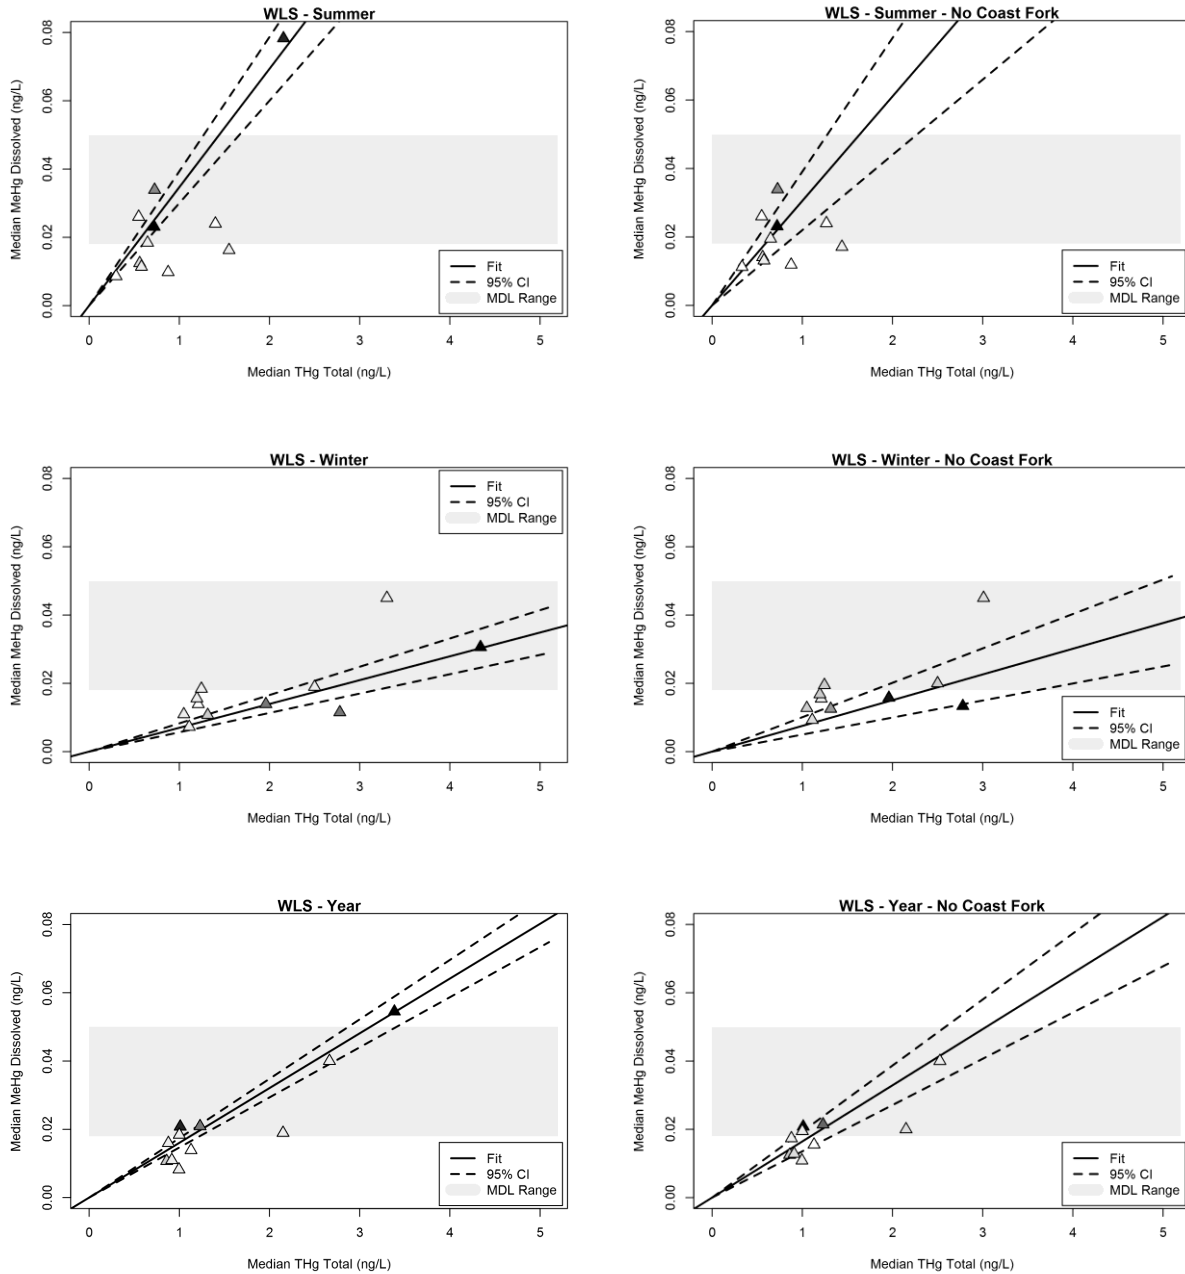 WLS - Summer
Median MeHg Dissolved (ng/L)
0.00 0.02 0.04 0.06 0.08
Fit
95% CI
MDL Range
0 1 2 3 4 5
Median THg Total (ng/L)
WLS - Summer - No Coast Fork
Median MeHg Dissolved (ng/L)
0.00 0.02 0.04 0.06 0.08
Fit
95% CI
MDL Range
0 1 2 3 4 5
Median THg Total (ng/L)
WLS - Winter
Median MeHg Dissolved (ng/L)
0.00 0.02 0.04 0.06 0.08
Fit
95% CI
MDL Range
0 1 2 3 4 5
Median THg Total (ng/L)
WLS - Winter - No Coast Fork
Median MeHg Dissolved (ng/L)
0.00 0.02 0.04 0.06 0.08
Fit
95% CI
MDL Range
0 1 2 3 4 5
Median THg Total (ng/L)
WLS - Year
Median MeHg Dissolved (ng/L)
0.00 0.02 0.04 0.06 0.08
Fit
95% CI
MDL Range
0 1 2 3 4 5
Median THg Total (ng/L)
WLS - Year - No Coast Fork
Median MeHg Dissolved (ng/L)
0.00 0.02 0.04 0.06 0.08
Fit
95% CI
MDL Range
0 1 2 3 4 5
Median THg Total (ng/L)